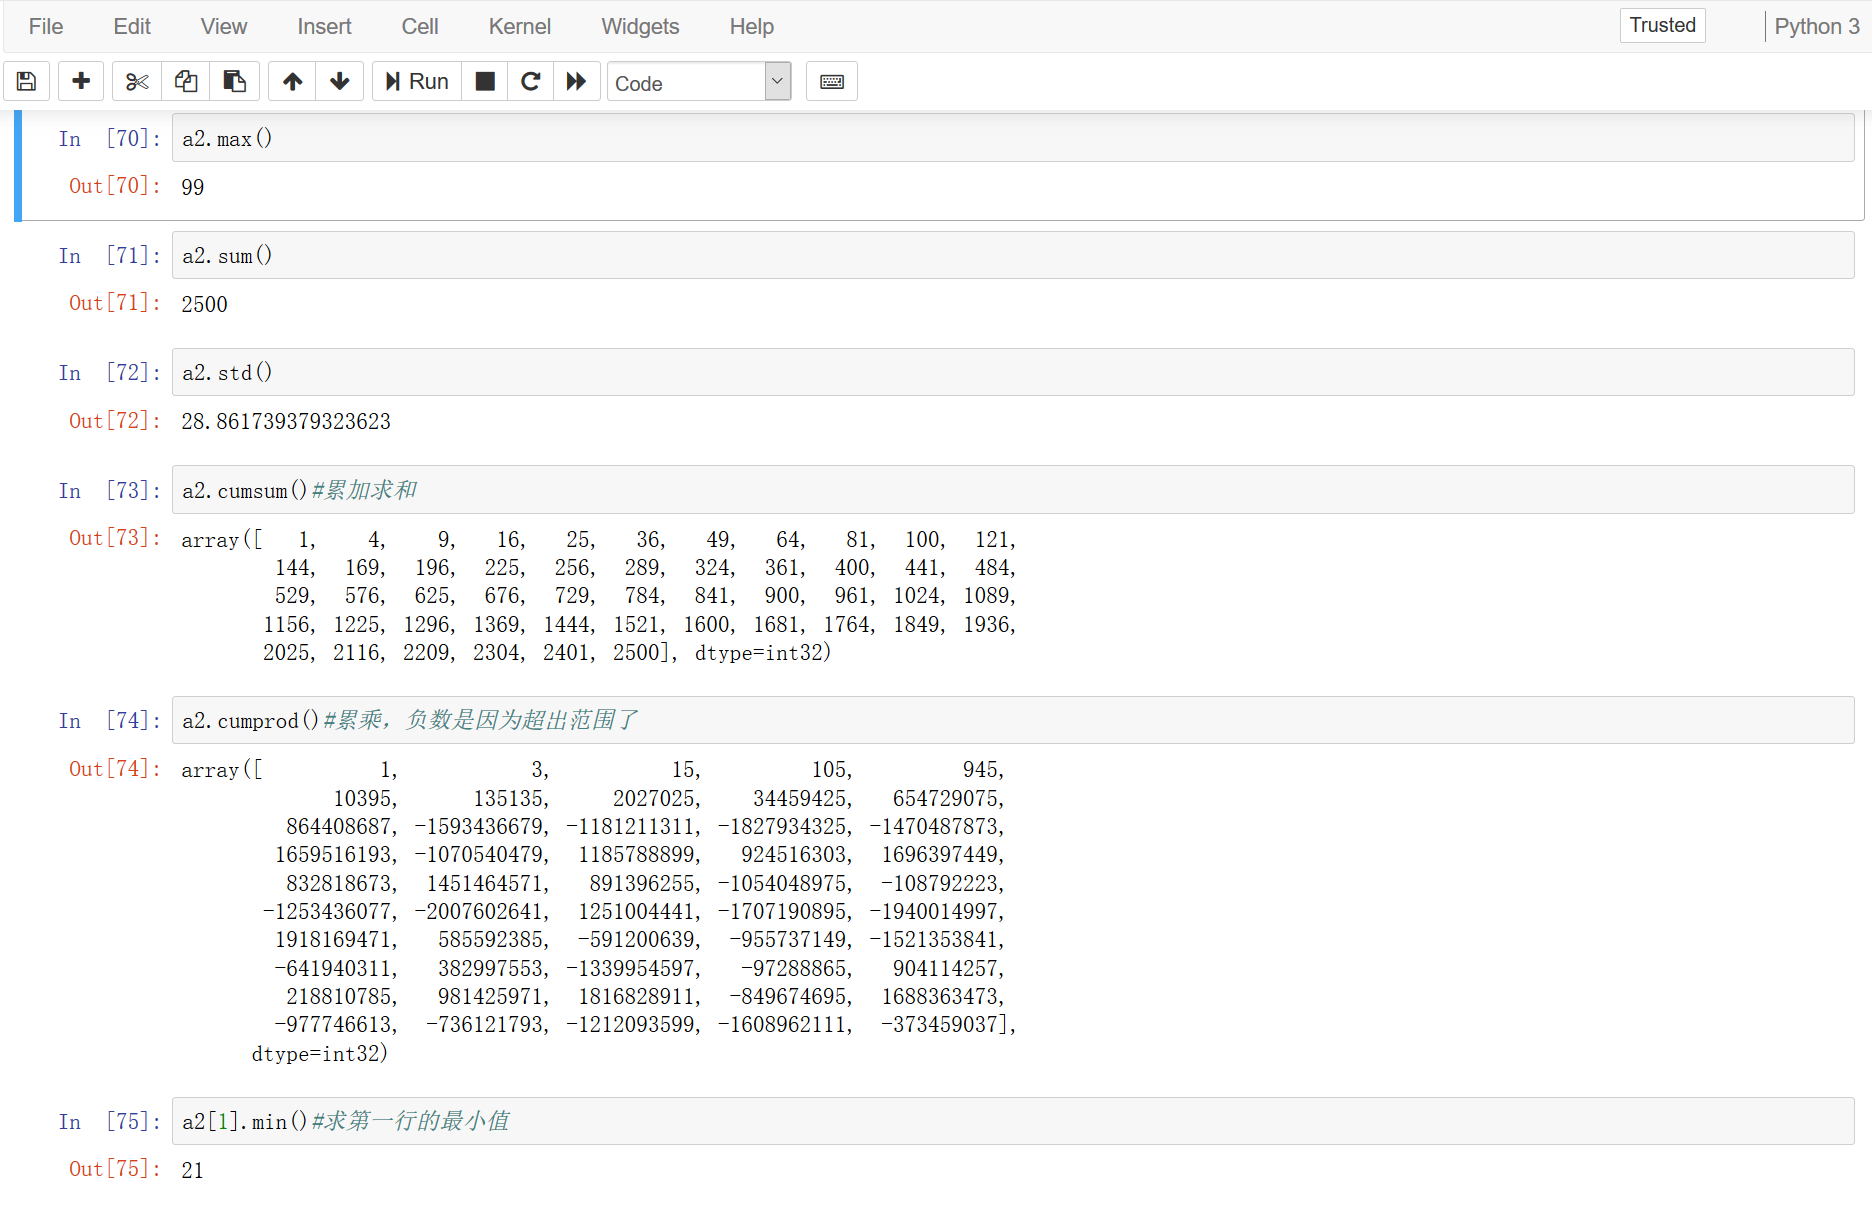 File Edit View Insert Cell Kernel Widgets Help Trusted Python 3
Run Code
In [70]: a2.max()
Out[70]: 99
In [71]: a2.sum()
Out[71]: 2500
In [72]: a2.std()
Out[72]: 28.861739379323623
In [73]: a2.cumsum()#累加求和
Out[73]: array([ 1, 4, 9, 16, 25, 36, 49, 64, 81, 100, 121,
144, 169, 196, 225, 256, 289, 324, 361, 400, 441, 484,
529, 576, 625, 676, 729, 784, 841, 900, 961, 1024, 1089,
1156, 1225, 1296, 1369, 1444, 1521, 1600, 1681, 1764, 1849, 1936,
2025, 2116, 2209, 2304, 2401, 2500], dtype=int32)
In [74]: a2.cumprod()#累乘，负数是因为超出范围了
Out[74]: array([ 1, 3, 15, 105, 945,
10395, 135135, 2027025, 34459425, 654729075,
864408687, -1593436679, -1181211311, -1827934325, -1470487873,
1659516193, -1070540479, 1185788899, 924516303, 1696397449,
832818673, 1451464571, 891396255, -1054048975, -108792223,
-1253436077, -2007602641, 1251004441, -1707190895, -1940014997,
1918169471, 585592385, -591200639, -955737149, -1521353841,
-641940311, 382997553, -1339954597, -97288865, 904114257,
218810785, 981425971, 1816828911, -849674695, 1688363473,
-977746613, -736121793, -1212093599, -1608962111, -373459037],
dtype=int32)
In [75]: a2[1].min()#求第一行的最小值
Out[75]: 21